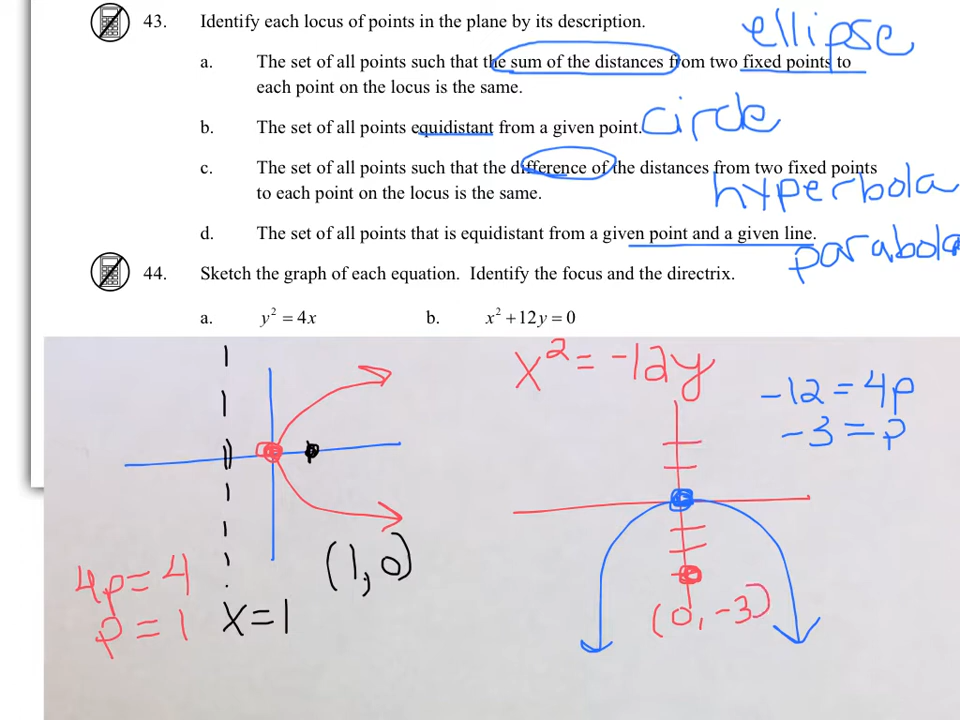 43. Identify each locus of points in the plane by its description.
ellipse
a. The set of all points such that the sum of the distances from two fixed points to
each point on the locus is the same.
b. The set of all points equidistant from a given point.
circle
c. The set of all points such that the difference of the distances from two fixed points
to each point on the locus is the same.
hyperbola
d. The set of all points that is equidistant from a given point and a given line.
parabola
44. Sketch the graph of each equation. Identify the focus and the directrix.
a. y² = 4x b. x² + 12y = 0
x² = -12y
-12 = 4p
-3 = p
(1, 0)
4p = 4
p = 1
x = 1
(0, -3)